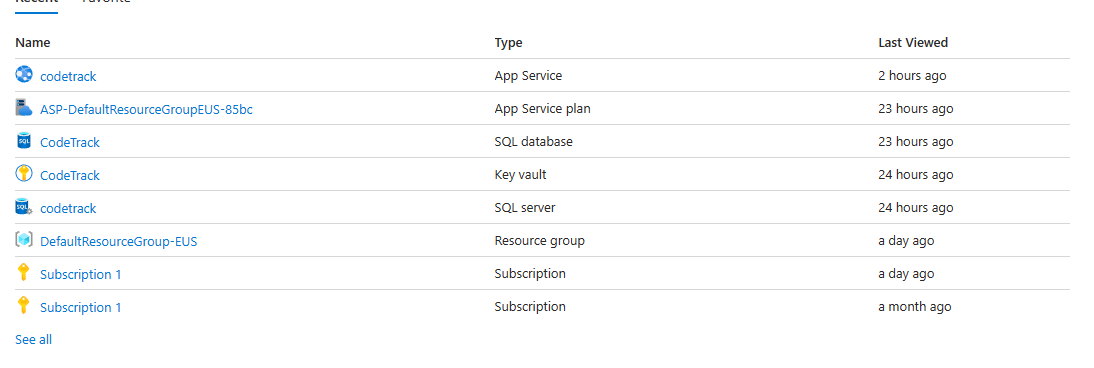 Recent Favorite
Name Type Last Viewed
codetrack App Service 2 hours ago
ASP-DefaultResourceGroupEUS-85bc App Service plan 23 hours ago
SQL CodeTrack SQL database 23 hours ago
CodeTrack Key vault 24 hours ago
SQL codetrack SQL server 24 hours ago
DefaultResourceGroup-EUS Resource group a day ago
Subscription 1 Subscription a day ago
Subscription 1 Subscription a month ago
See all